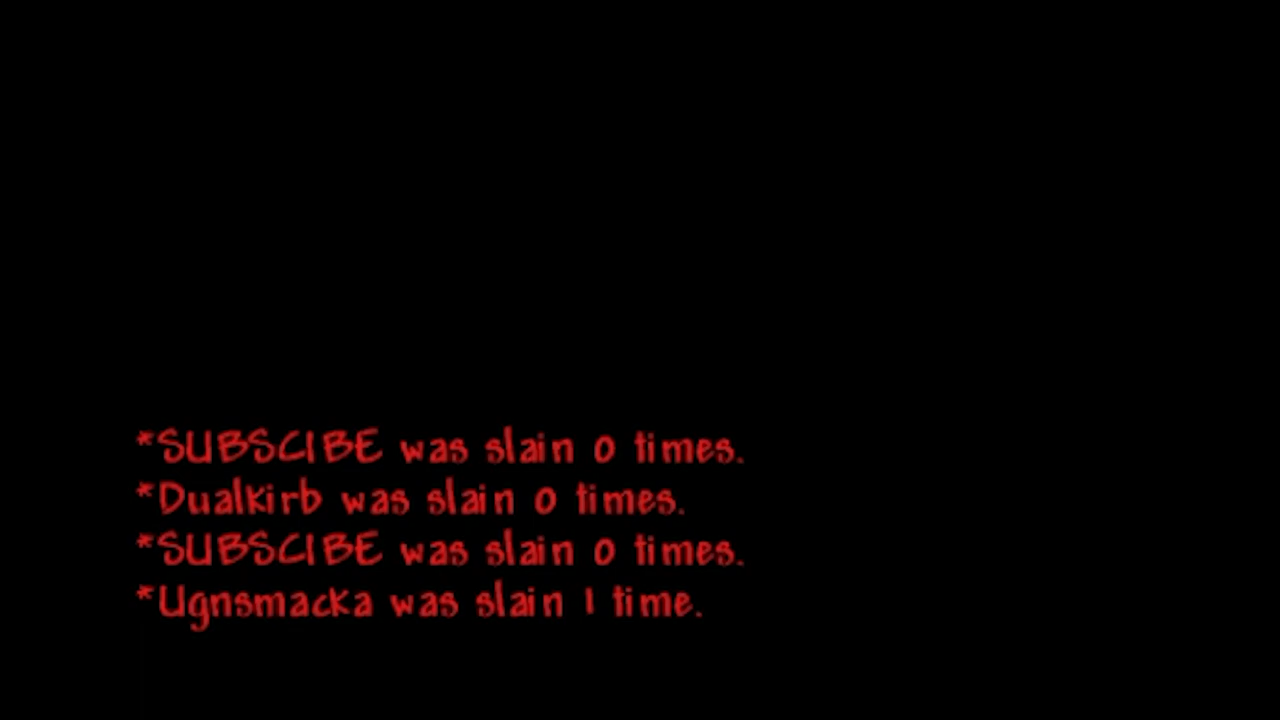 *SUBSCIBE was slain 0 times.
*Dualkirb was slain 0 times.
*SUBSCIBE was slain 0 times.
*Ugnsmacka was slain 1 time.